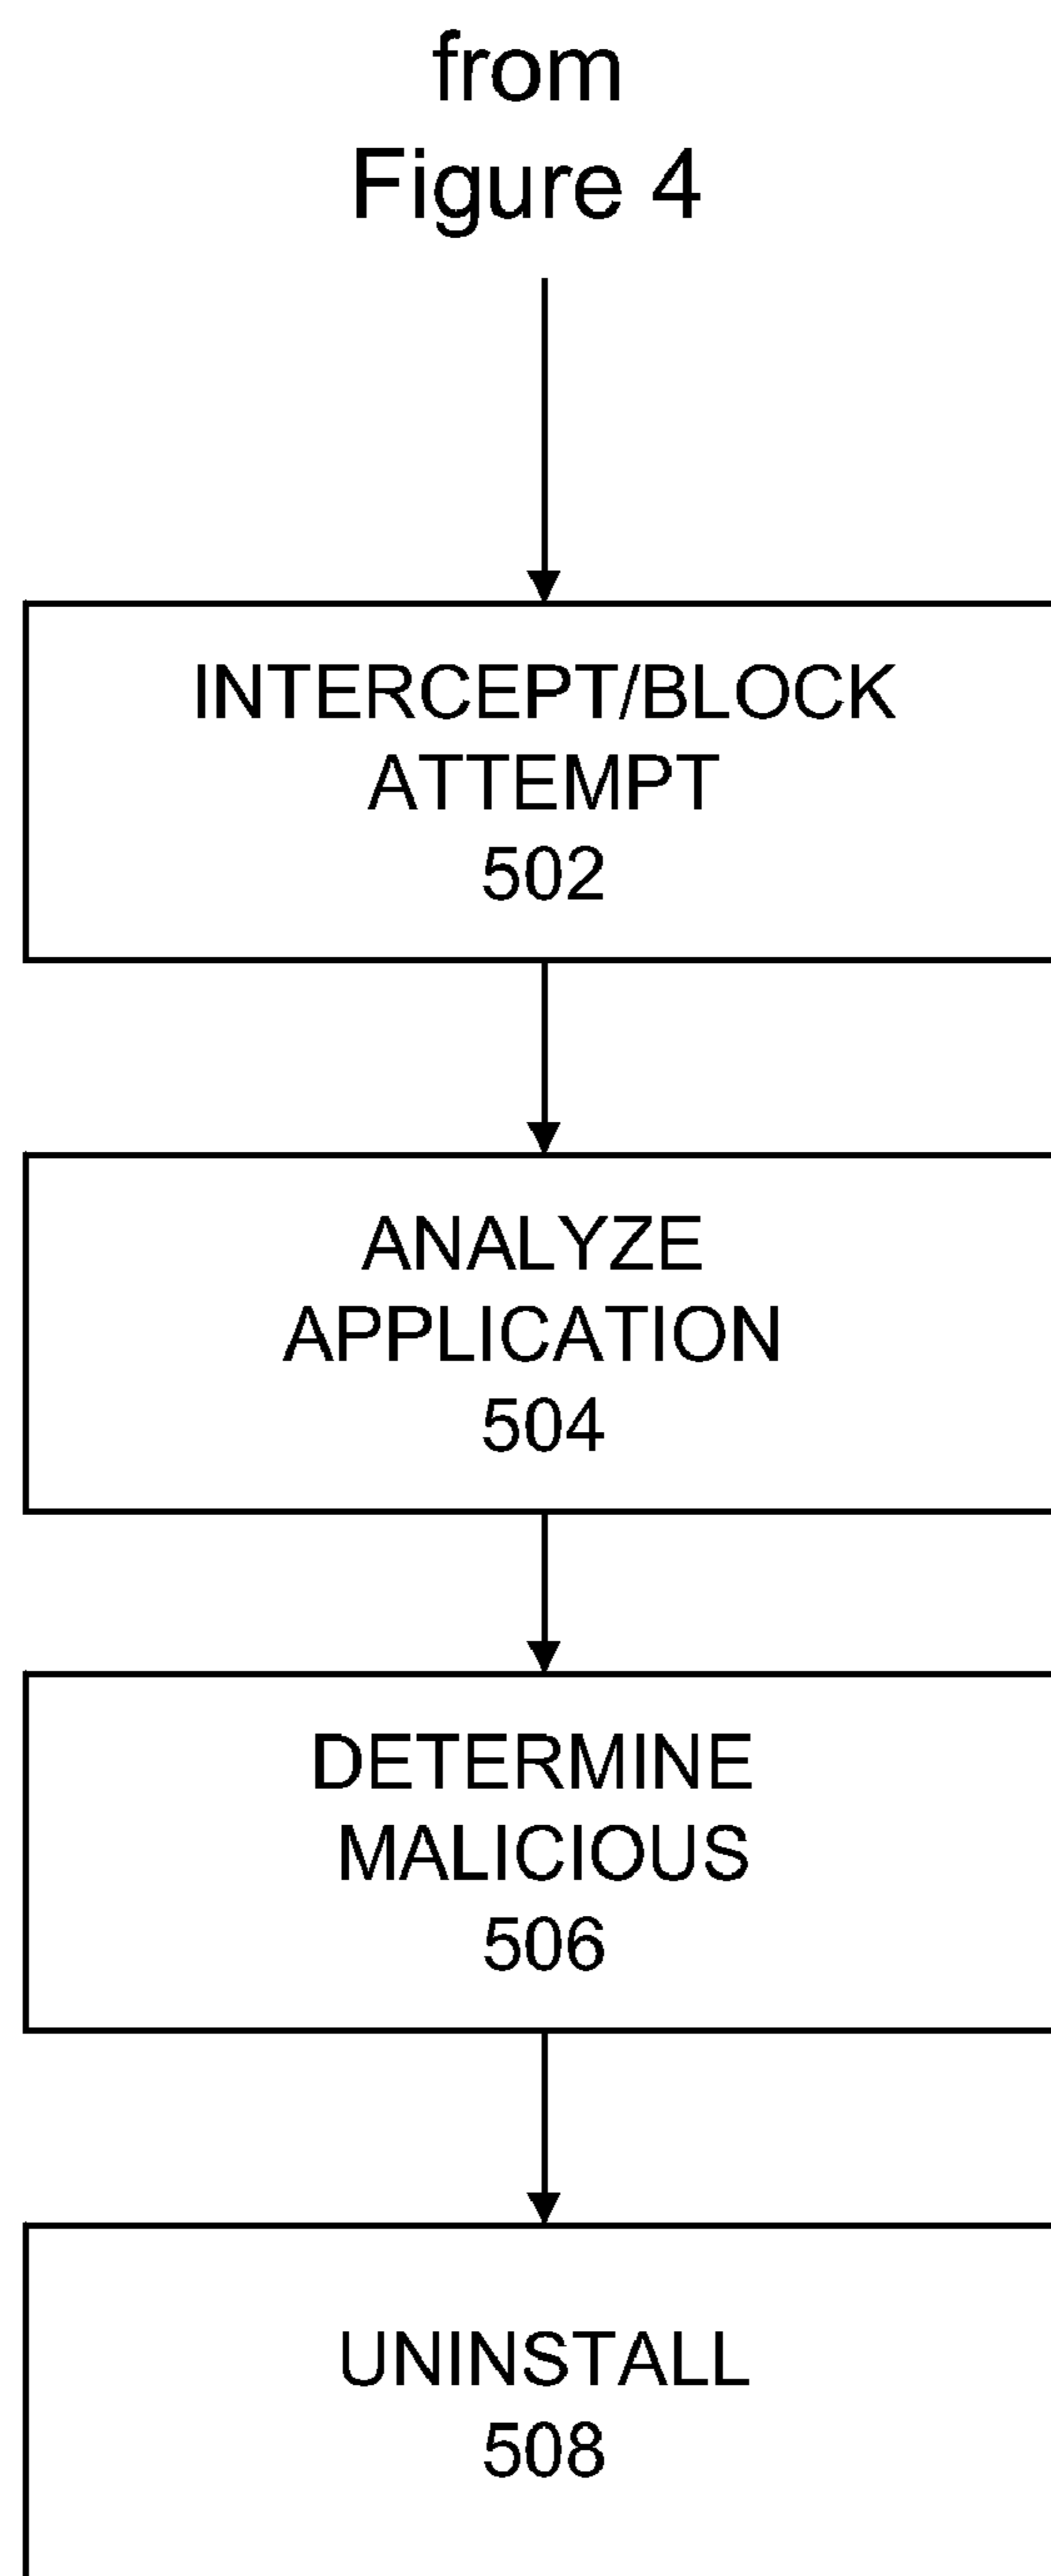 from
Figure 4
INTERCEPT/BLOCK
ATTEMPT
502
ANALYZE
APPLICATION
504
DETERMINE
MALICIOUS
506
UNINSTALL
508